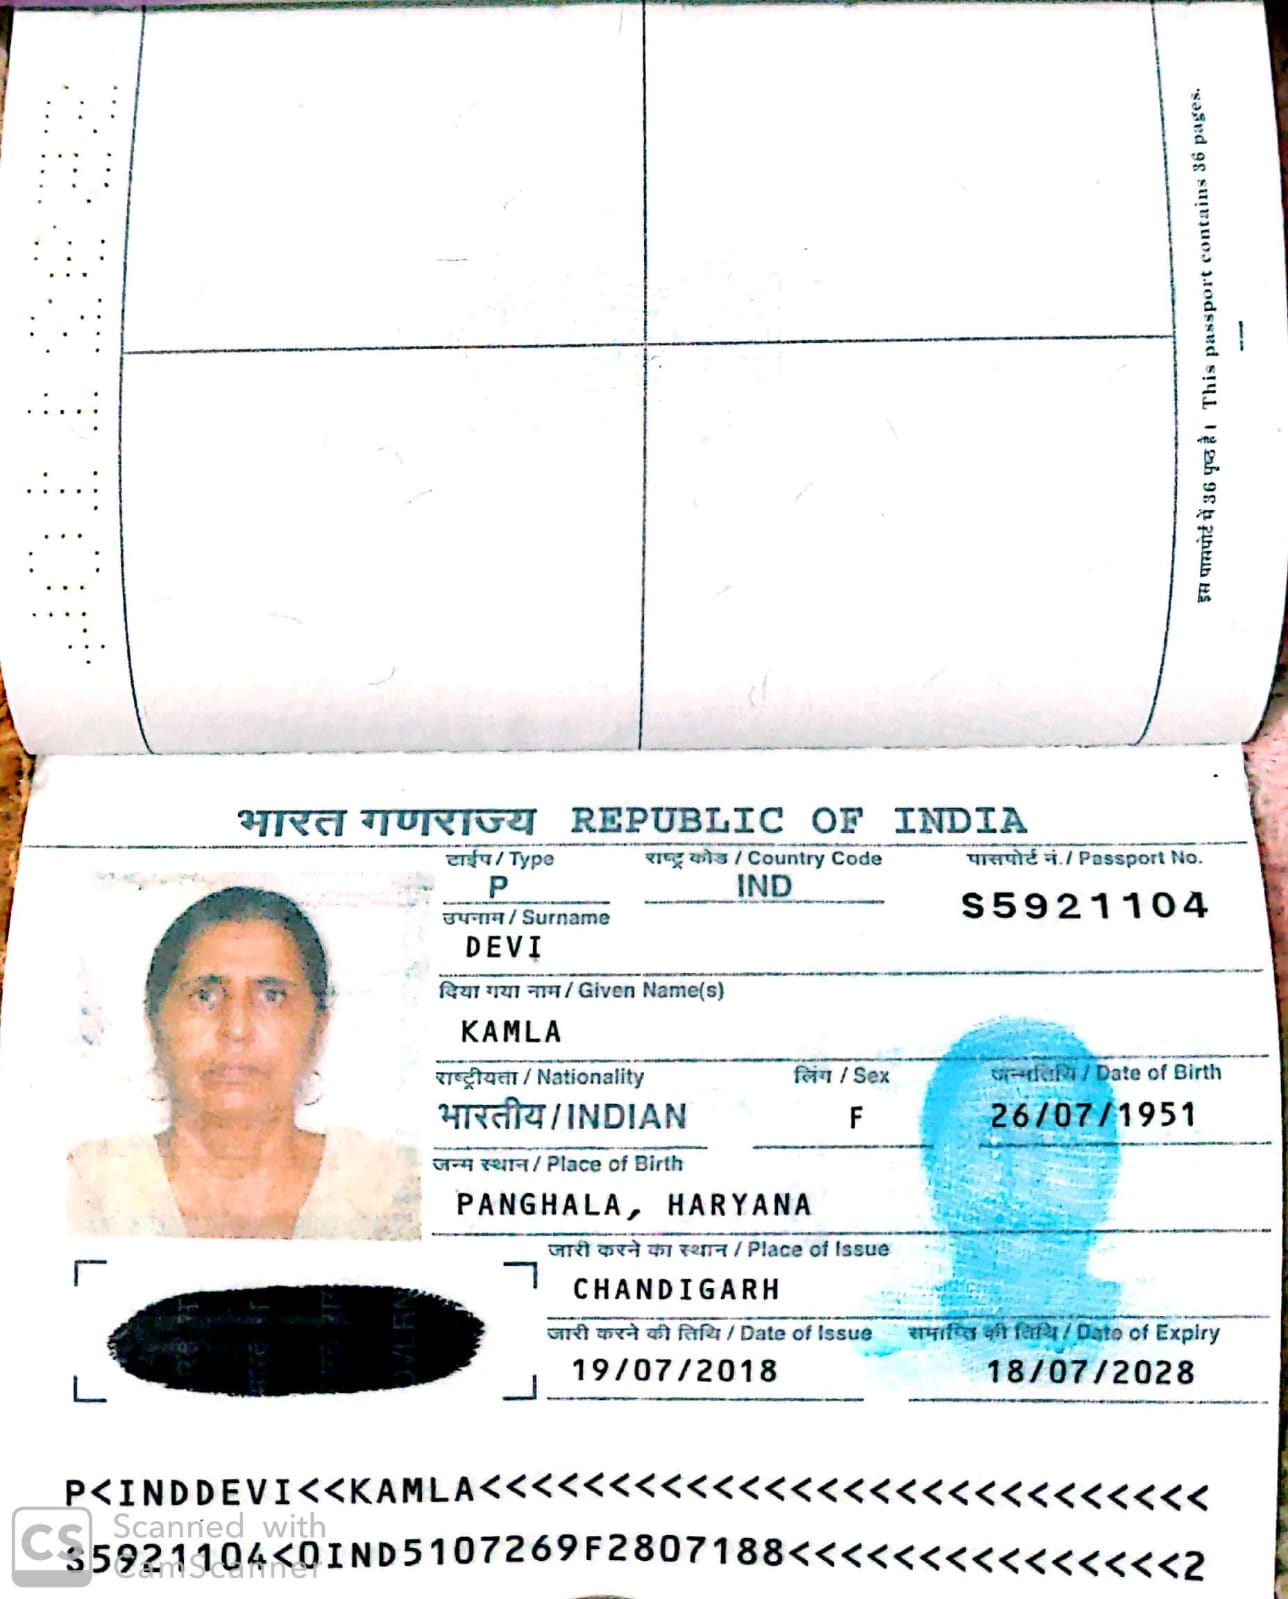 इस पासपोर्ट में 36 पृष्ठ है। This passport contains 36 pages.
भारत गणराज्य REPUBLIC OF INDIA
टाईप / Type राष्ट्र कोड / Country Code पासपोर्ट नं. / Passport No.
P IND S5921104
उपनाम / Surname
DEVI
दिया गया नाम / Given Name(s)
KAMLA
राष्ट्रीयता / Nationality लिंग / Sex जन्मतिथि / Date of Birth
भारतीय / INDIAN F 26/07/1951
जन्म स्थान / Place of Birth
PANGHALA, HARYANA
जारी करने का स्थान / Place of Issue
CHANDIGARH
जारी करने की तिथि / Date of Issue समाप्ति की तिथि / Date of Expiry
19/07/2018 18/07/2028
P<INDDEVI<<KAMLA<<<<<<<<<<<<<<<<<<<<<<<<<<<<
S5921104<0IND5107269F2807188<<<<<<<<<<<<<<<2
CS Scanned with
CamScanner